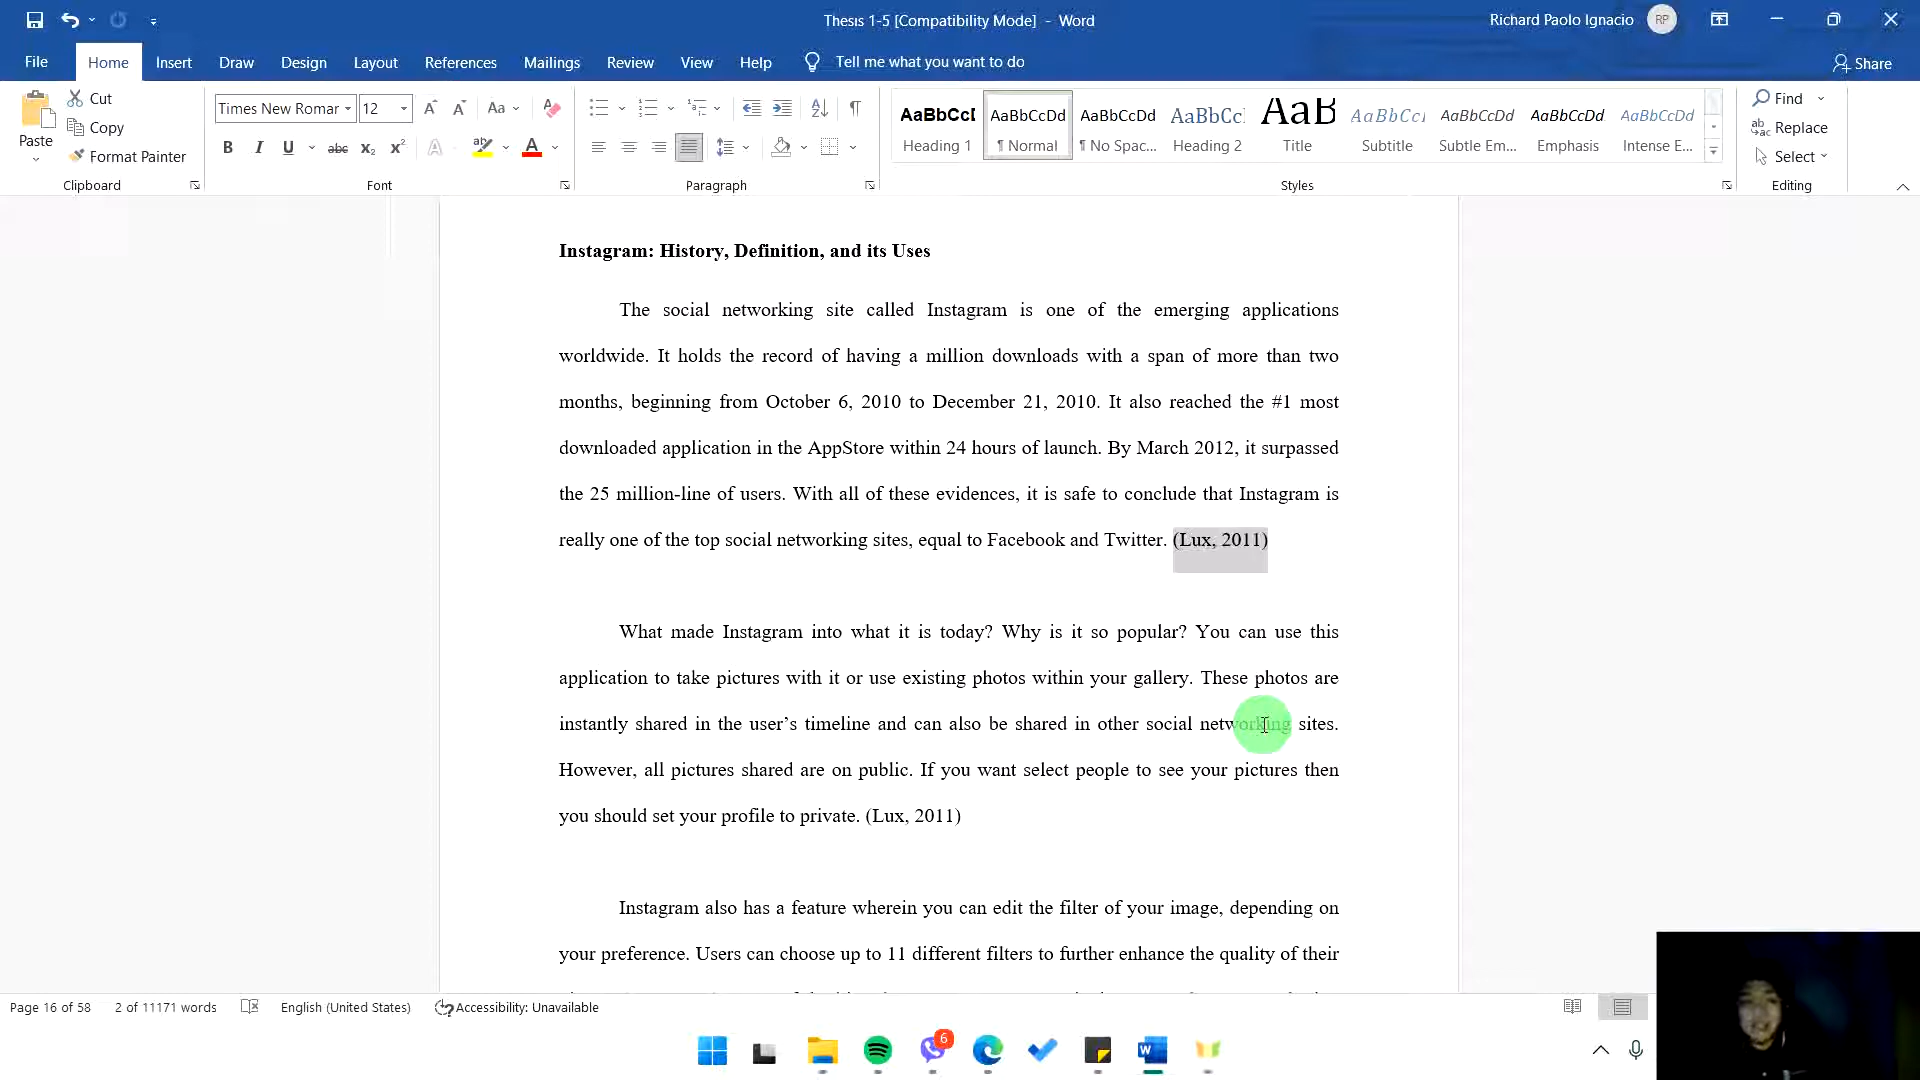 Thesis 1-5 [Compatibility Mode] - Word
Richard Paolo Ignacio
RP
File
Home
Insert
Draw
Design
Layout
References
Mailings
Review
View
Help
Tell me what you want to do
Share
Paste
Cut
Copy
Format Painter
Clipboard
Times New Romar
12
Font
Paragraph
AaBbCcI
Heading 1
AaBbCcDd
¶ Normal
AaBbCcDd
¶ No Spac...
AaBbCc
Heading 2
AaB
Title
AaBbCcI
Subtitle
AaBbCcDd
Subtle Em...
AaBbCcDd
Emphasis
AaBbCcDd
Intense E...
Styles
Find
Replace
Select
Editing
Instagram: History, Definition, and its Uses
The social networking site called Instagram is one of the emerging applications
worldwide. It holds the record of having a million downloads with a span of more than two
months, beginning from October 6, 2010 to December 21, 2010. It also reached the #1 most
downloaded application in the AppStore within 24 hours of launch. By March 2012, it surpassed
the 25 million-line of users. With all of these evidences, it is safe to conclude that Instagram is
really one of the top social networking sites, equal to Facebook and Twitter. (Lux, 2011)
What made Instagram into what it is today? Why is it so popular? You can use this
application to take pictures with it or use existing photos within your gallery. These photos are
instantly shared in the user’s timeline and can also be shared in other social networking sites.
However, all pictures shared are on public. If you want select people to see your pictures then
you should set your profile to private. (Lux, 2011)
Instagram also has a feature wherein you can edit the filter of your image, depending on
your preference. Users can choose up to 11 different filters to further enhance the quality of their
Page 16 of 58
2 of 11171 words
English (United States)
Accessibility: Unavailable
6